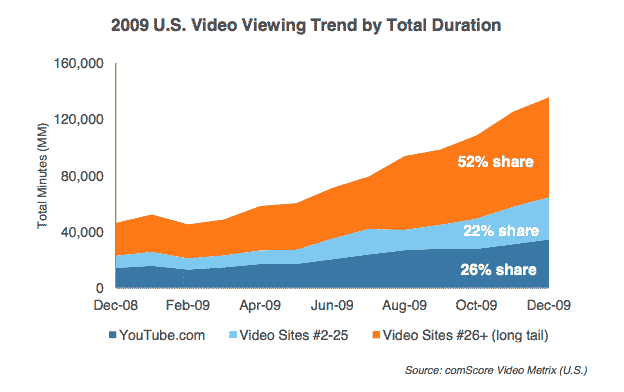 2009 U.S. Video Viewing Trend by Total Duration
160,000
120,000
80,000
40,000
0
Total Minutes (MM)
52% share
22% share
26% share
Dec-08 Feb-09 Apr-09 Jun-09 Aug-09 Oct-09 Dec-09
YouTube.com Video Sites #2-25 Video Sites #26+ (long tail)
Source: comScore Video Metrix (U.S.)